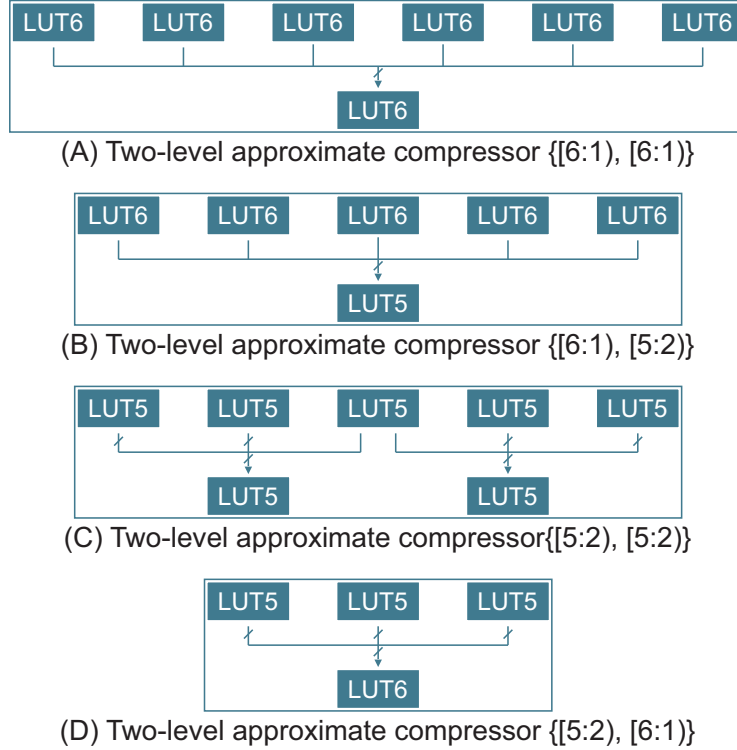 LUT6 LUT6 LUT6 LUT6 LUT6 LUT6
LUT6
(A) Two-level approximate compressor {[6:1), [6:1)}
LUT6 LUT6 LUT6 LUT6 LUT6
LUT5
(B) Two-level approximate compressor {[6:1), [5:2)}
LUT5 LUT5 LUT5 LUT5 LUT5
LUT5 LUT5
(C) Two-level approximate compressor{[5:2), [5:2)}
LUT5 LUT5 LUT5
LUT6
(D) Two-level approximate compressor {[5:2), [6:1)}